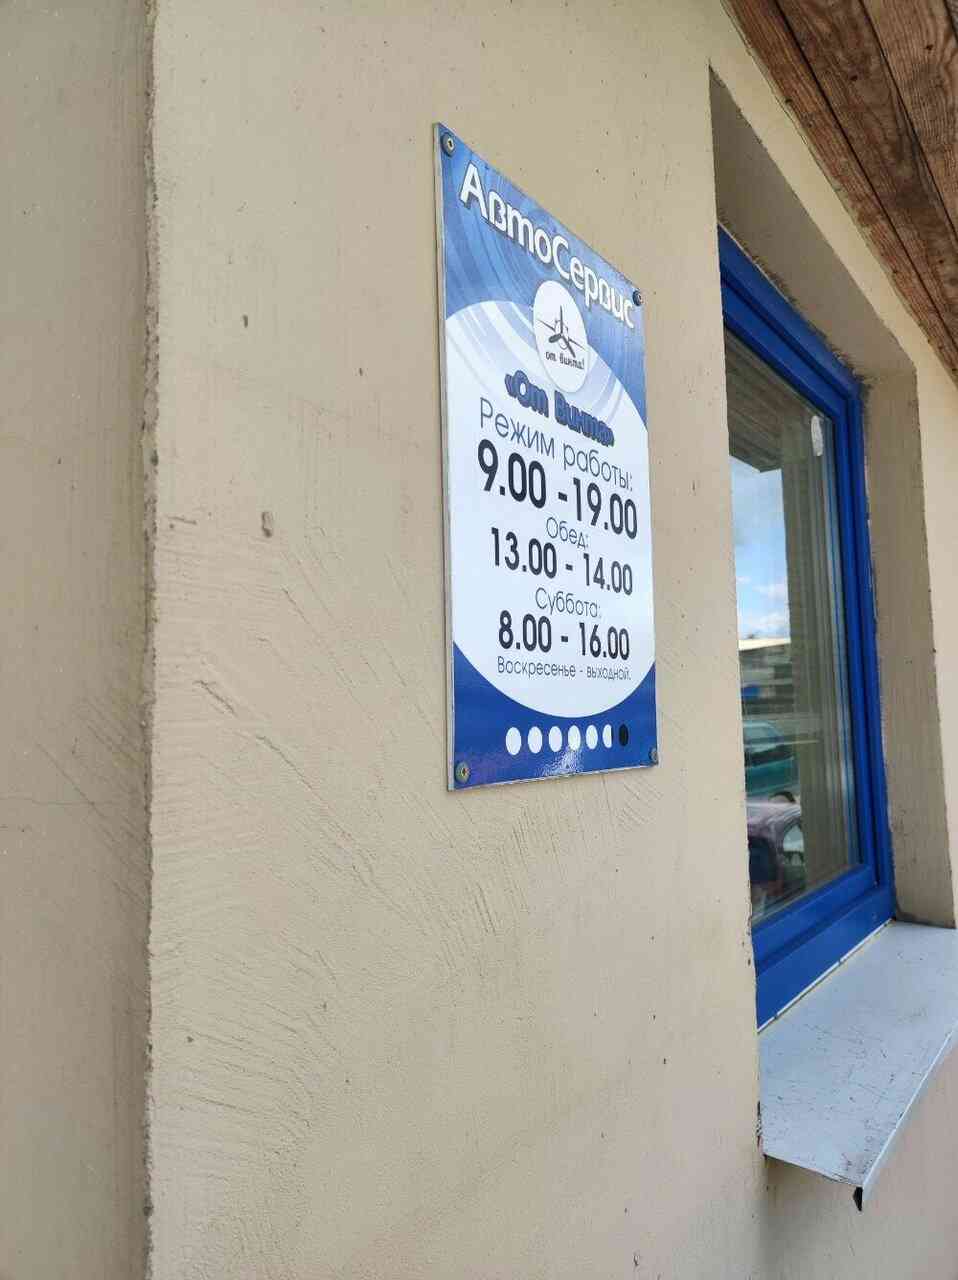 АвтоСервис
от винта!
«От Винта»
Режим работы:
9.00 - 19.00
Обед:
13.00 - 14.00
Суббота:
8.00 - 16.00
Воскресенье - выходной.